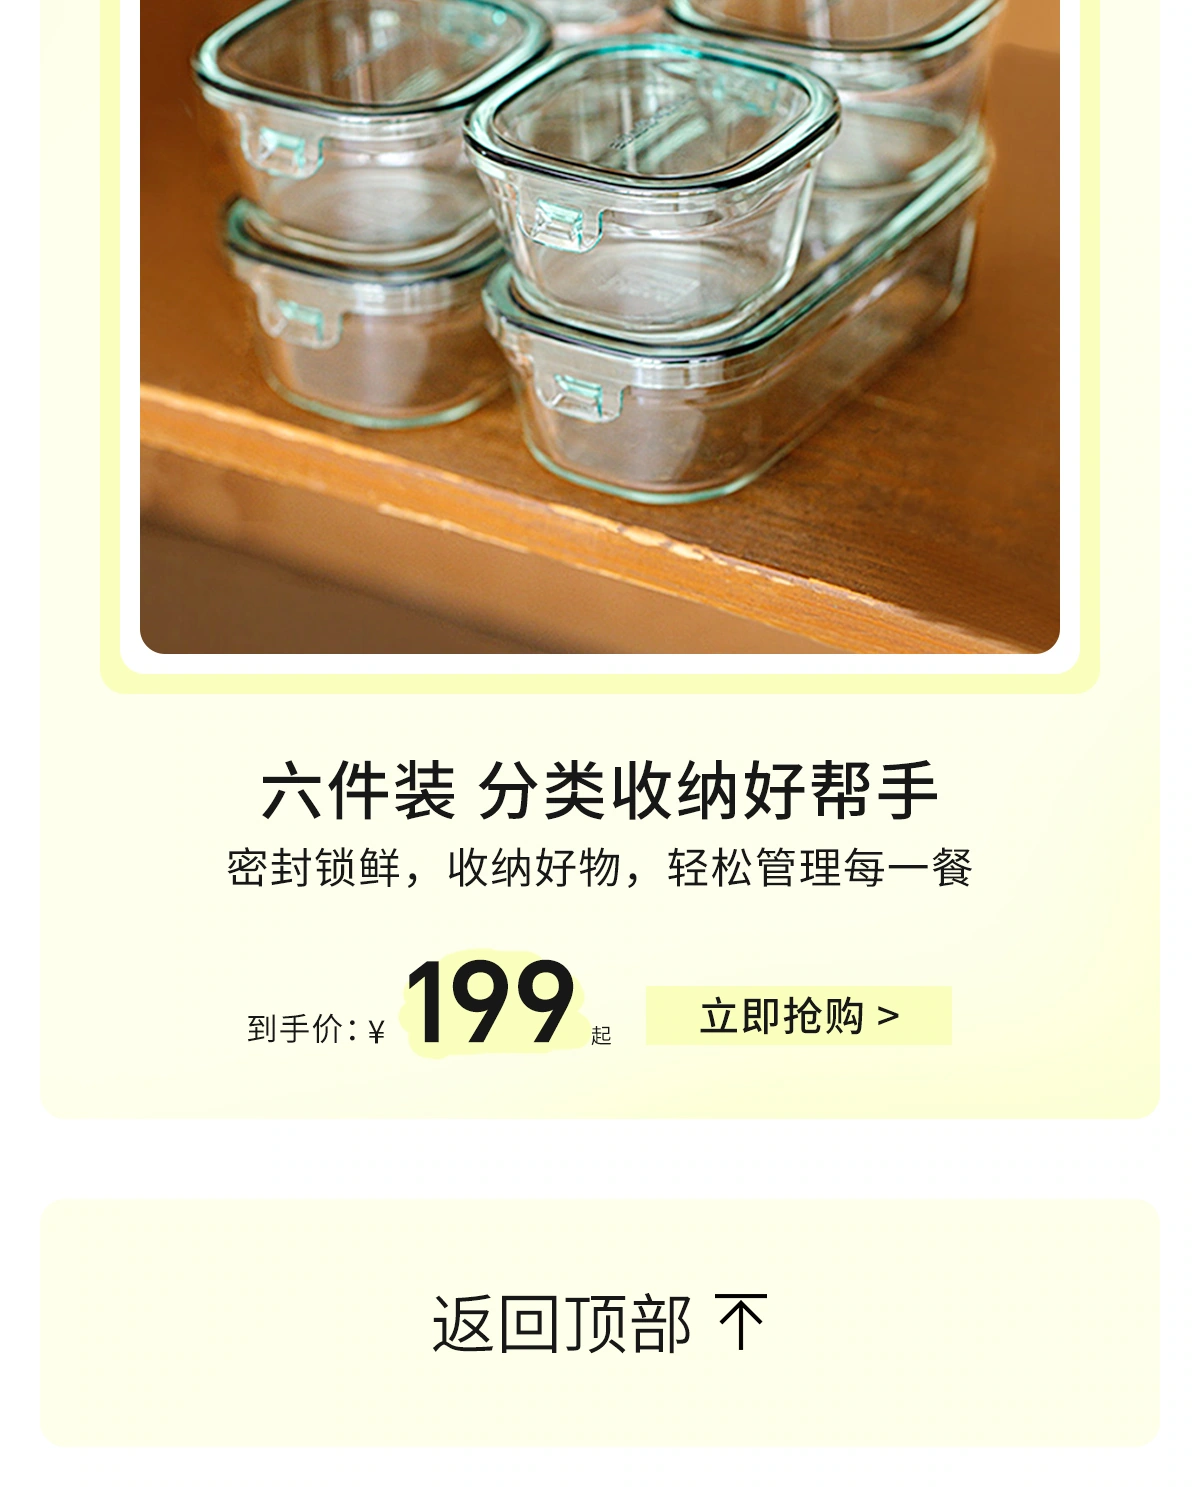 六件装 分类收纳好帮手
密封锁鲜，收纳好物，轻松管理每一餐
到手价：¥ 199 起 立即抢购 >
返回顶部